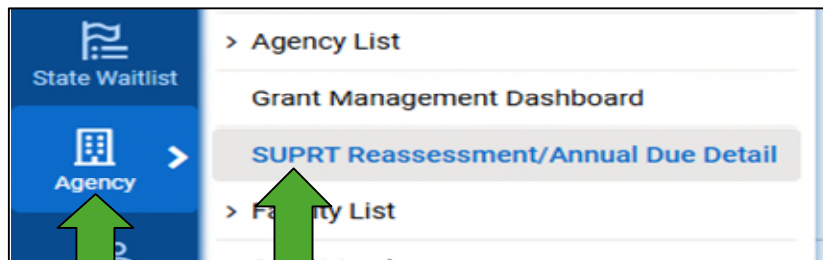 State Waitlist
Agency
> Agency List
Grant Management Dashboard
SUPRT Reassessment/Annual Due Detail
> Facility List